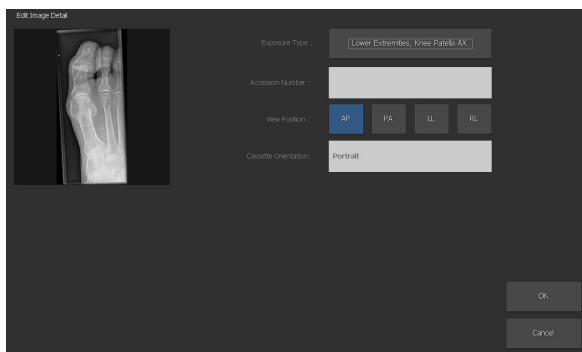 Edit Image Detail
Exposure Type :
Lower Extremities, Knee Patella AX
Accession Number :
View Position :
AP
PA
LL
RL
Cassette Orientation:
Portrait
OK
Cancel